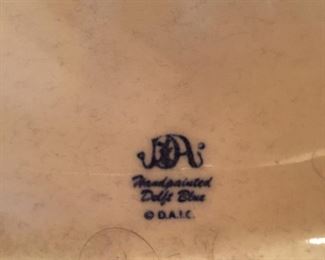 Handpainted
Delft Blue
© D.A.I.C.